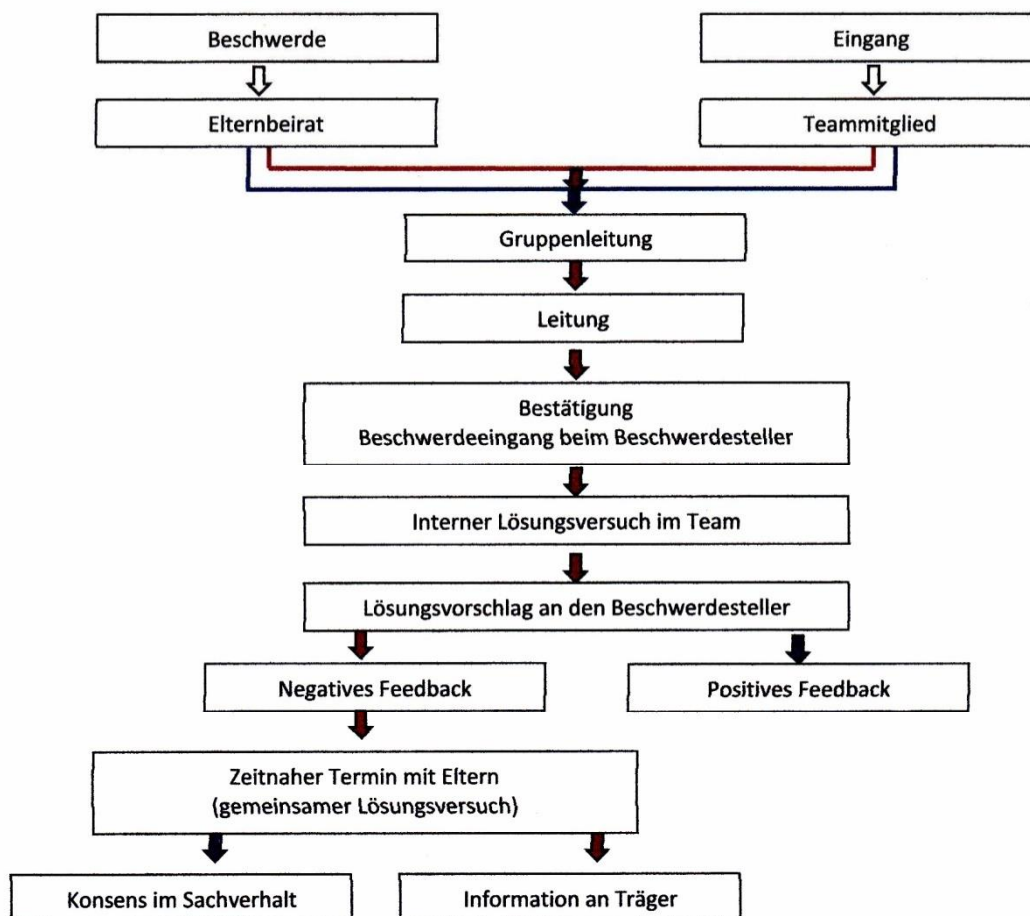 Beschwerde
Eingang
Elternbeirat
Teammitglied
Gruppenleitung
Leitung
Bestätigung
Beschwerdeeingang beim Beschwerdesteller
Interner Lösungsversuch im Team
Lösungsvorschlag an den Beschwerdesteller
Negatives Feedback
Positives Feedback
Zeitnaher Termin mit Eltern
(gemeinsamer Lösungsversuch)
Konsens im Sachverhalt
Information an Träger